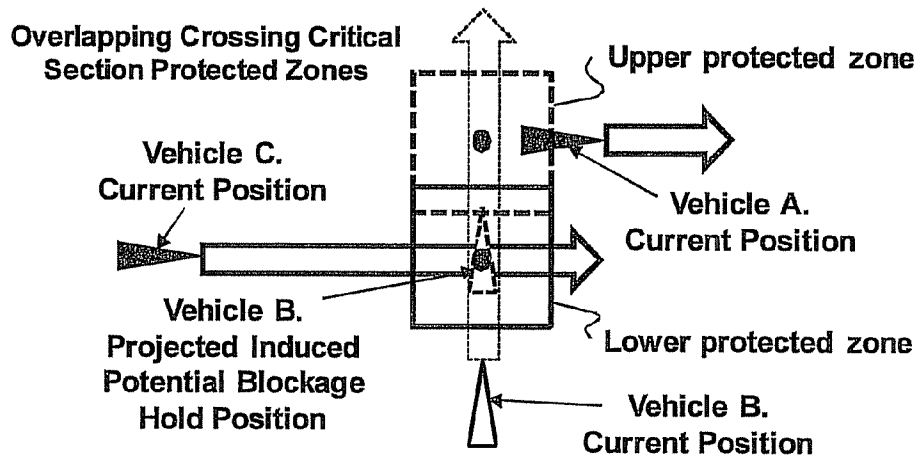 Overlapping Crossing Critical
Section Protected Zones
Upper protected zone
Vehicle C.
Current Position
Vehicle A.
Current Position
Vehicle B.
Projected Induced
Potential Blockage
Hold Position
Lower protected zone
Vehicle B.
Current Position